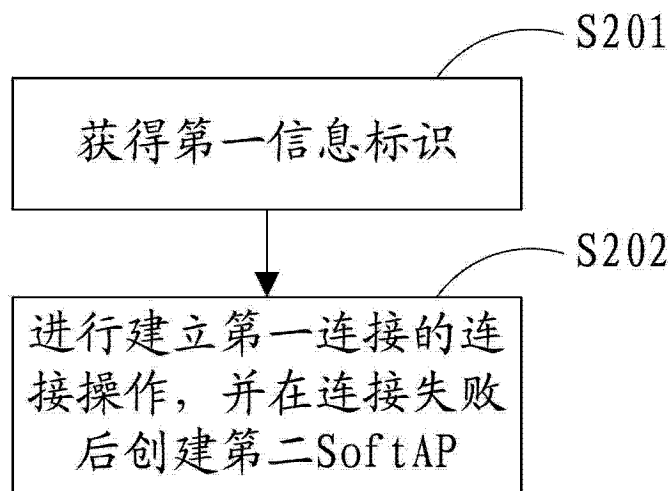 S201
获得第一信息标识
S202
进行建立第一连接的连
接操作，并在连接失败
后创建第二SoftAP